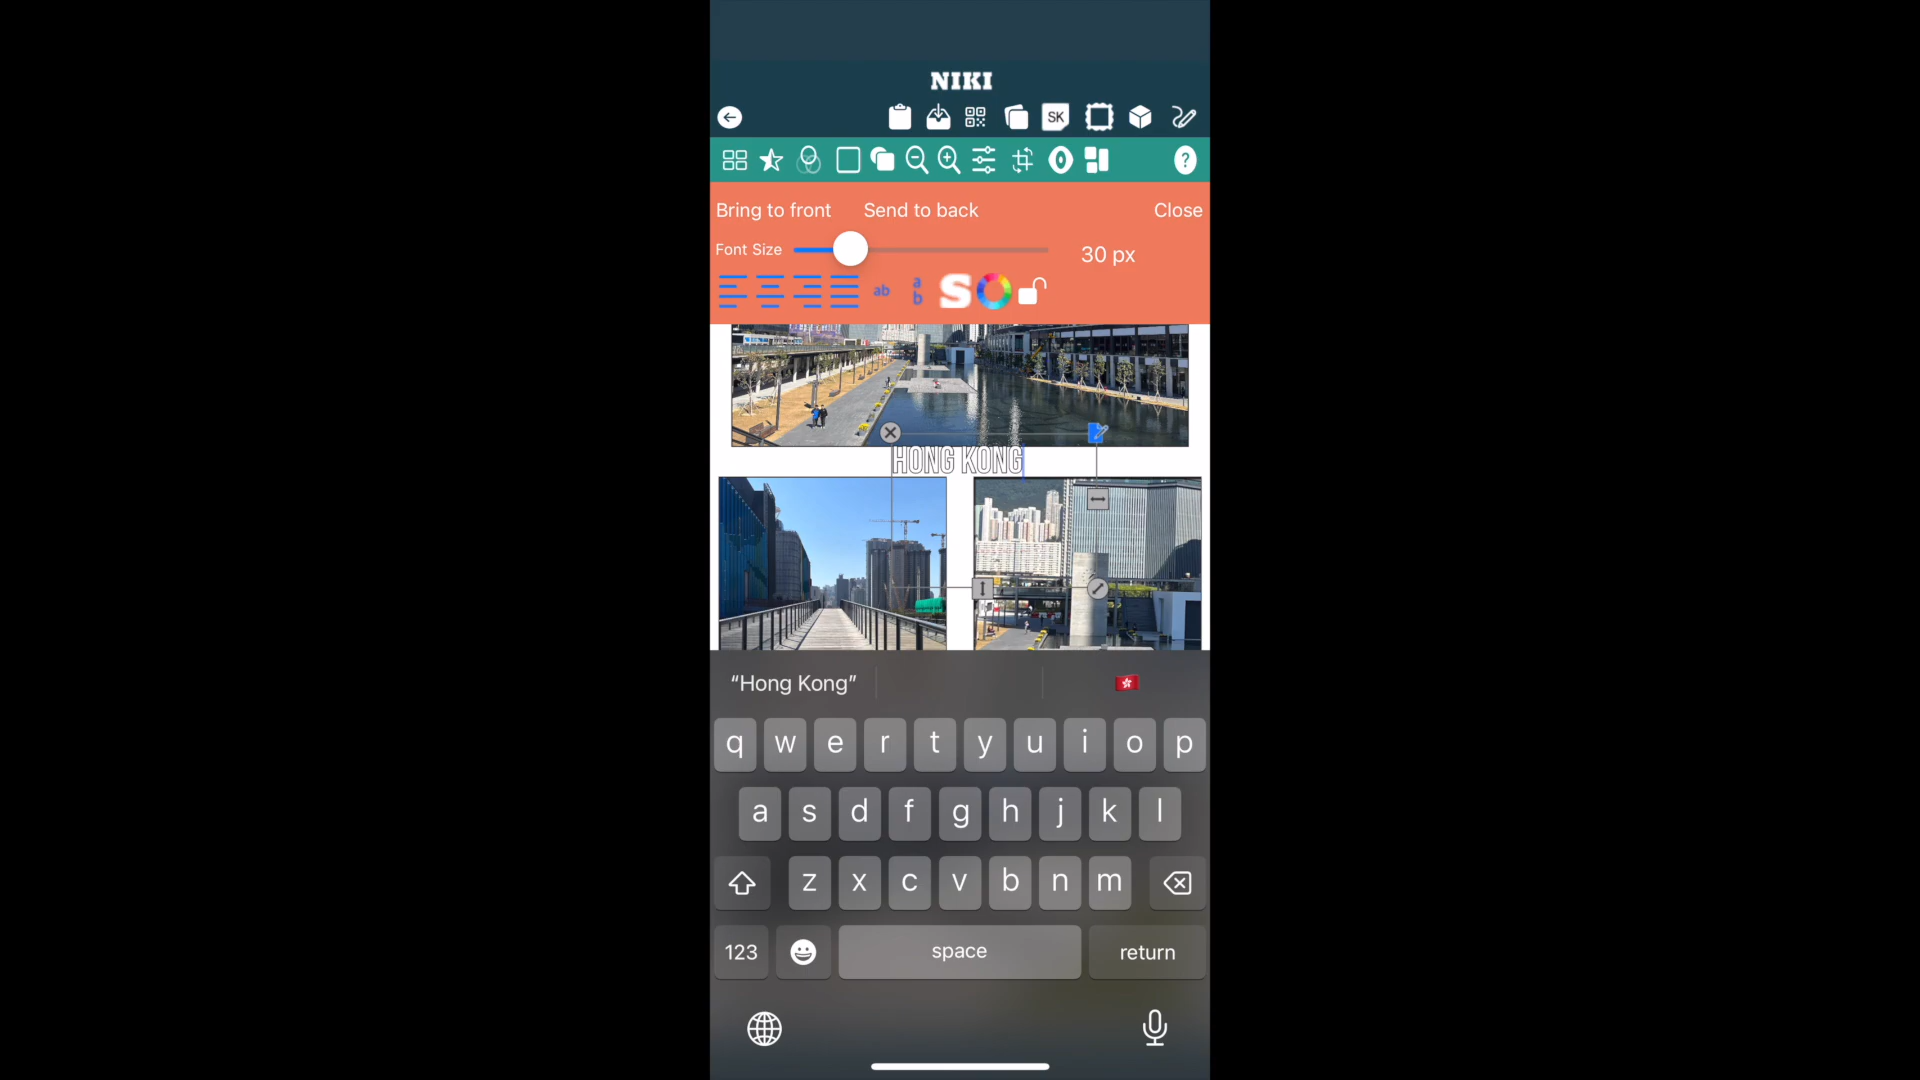 NIKI
SK
?
Bring to front Send to back Close
Font Size 30 px
ab a
b
S
HONG KONG
“Hong Kong” 🇭🇰
q w e r t y u i o p
a s d f g h j k l
z x c v b n m
123 space return